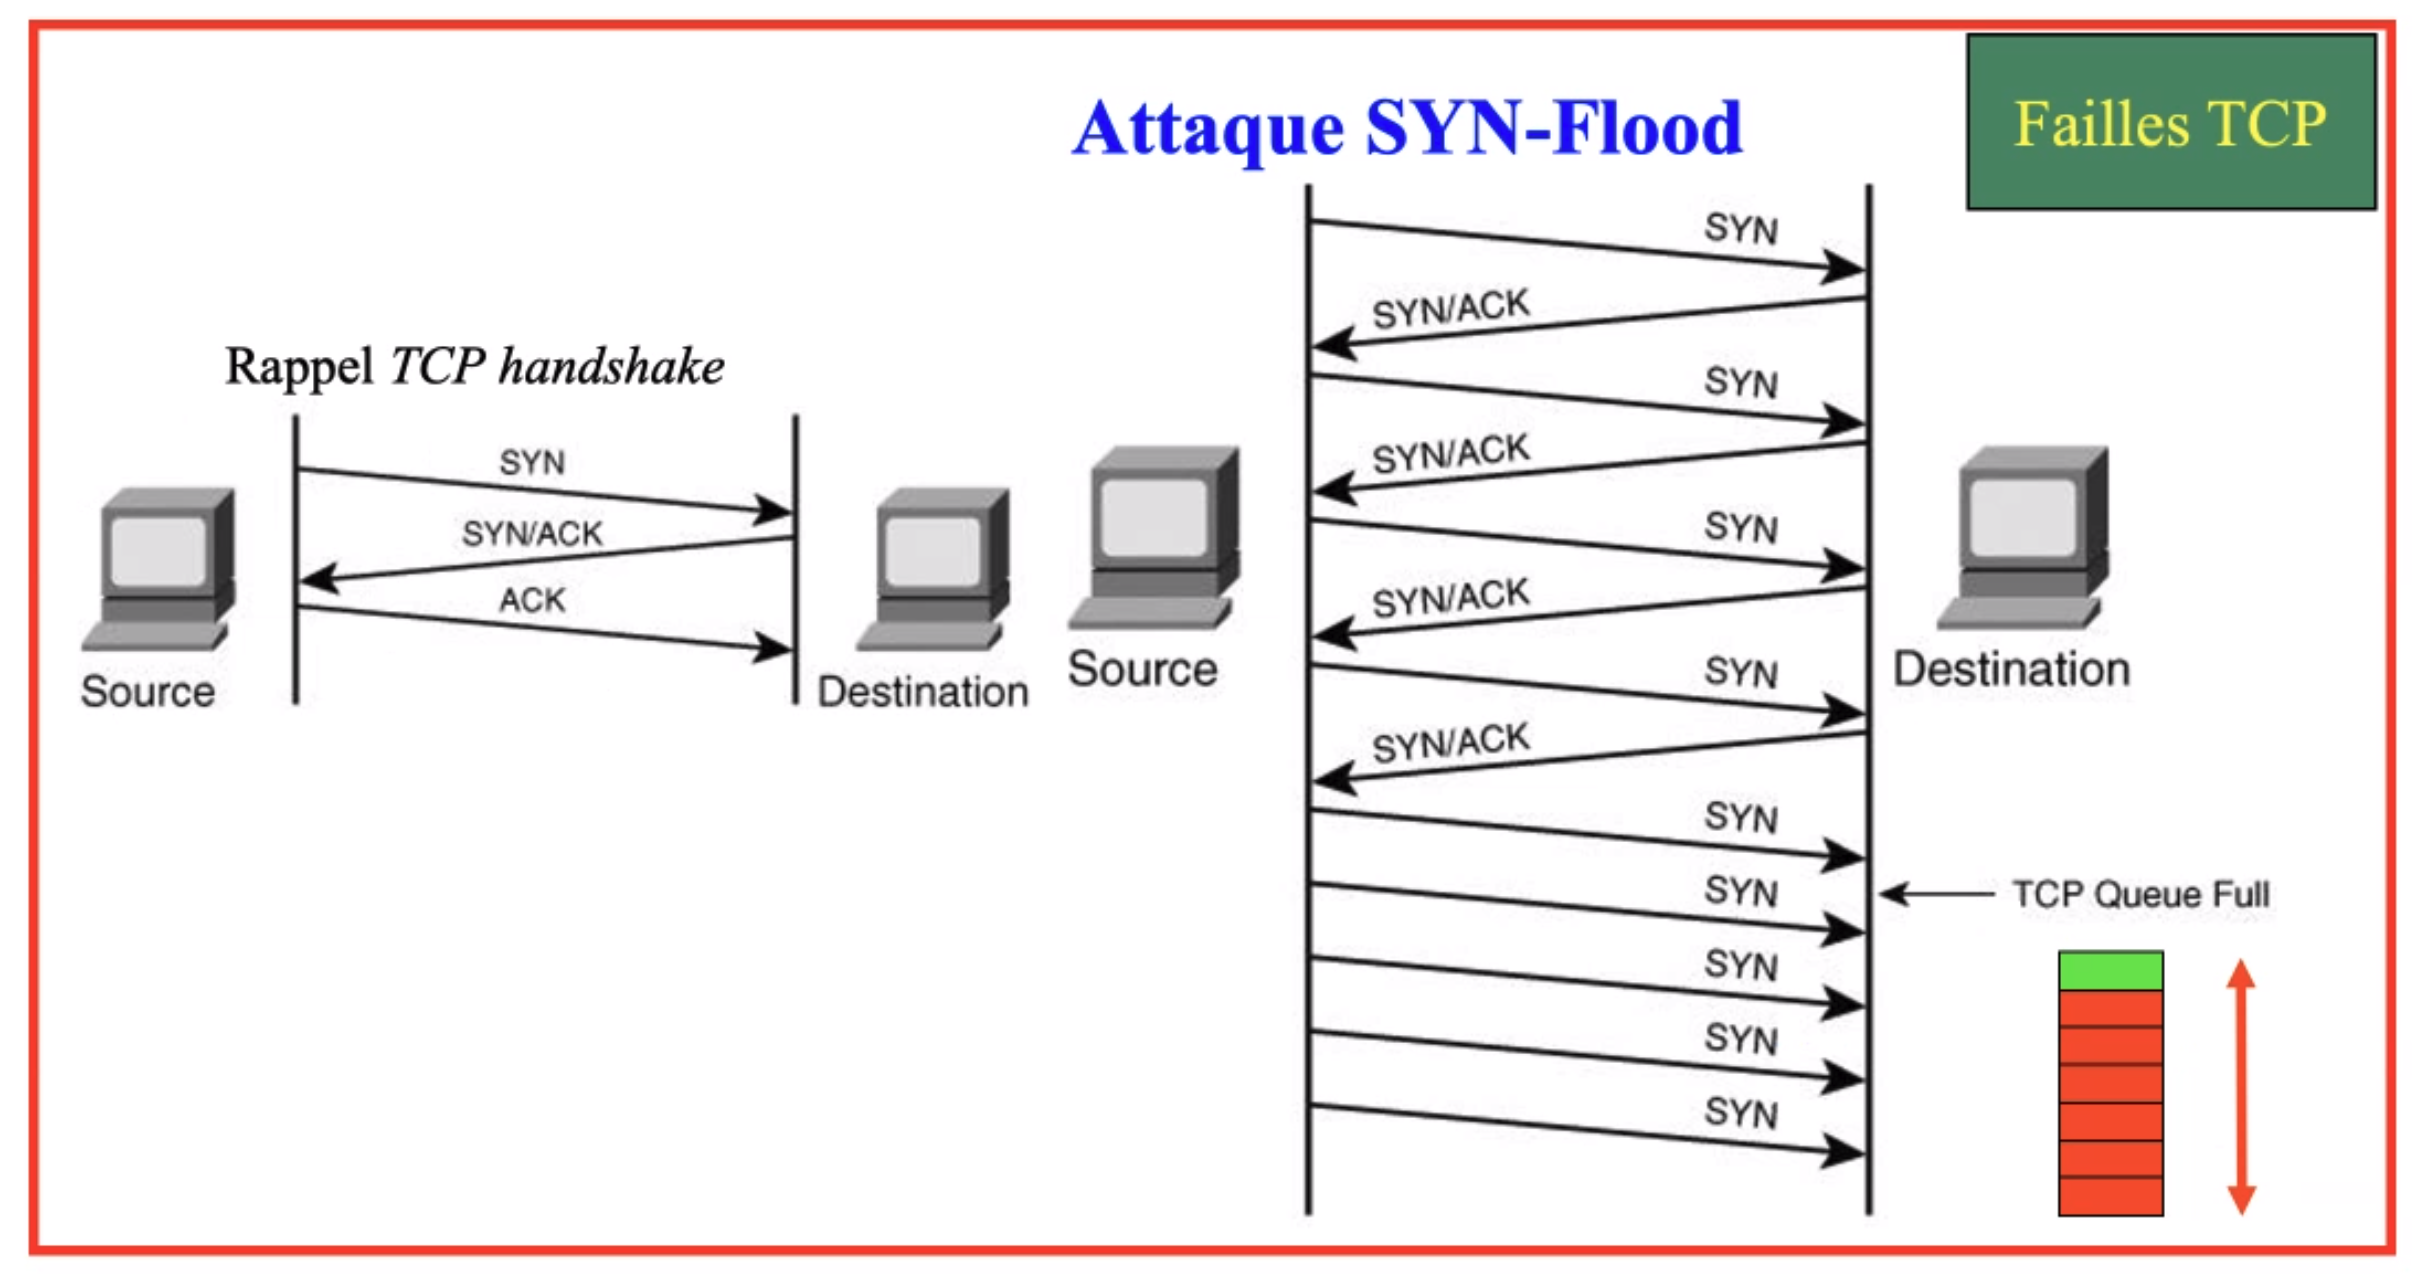 Failles TCP
Attaque SYN-Flood
Rappel TCP handshake
SYN
SYN/ACK
ACK
Source
Destination
SYN
SYN/ACK
SYN
SYN/ACK
SYN
SYN/ACK
SYN
SYN/ACK
SYN
SYN
SYN
SYN
SYN
Source
Destination
TCP Queue Full